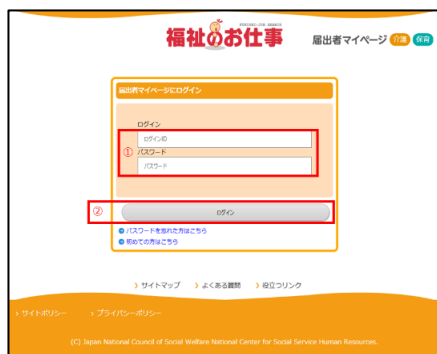 福祉のお仕事
届出者マイページ 介護 保育
届出者マイページにログイン
ログイン
ログインID
① パスワード
パスワード
② ログイン
パスワードを忘れた方はこちら
初めての方はこちら
サイトマップ よくある質問 役立つリンク
サイトポリシー プライバシーポリシー
(C) Japan National Council of Social Welfare National Center for Social Service Human Resources.